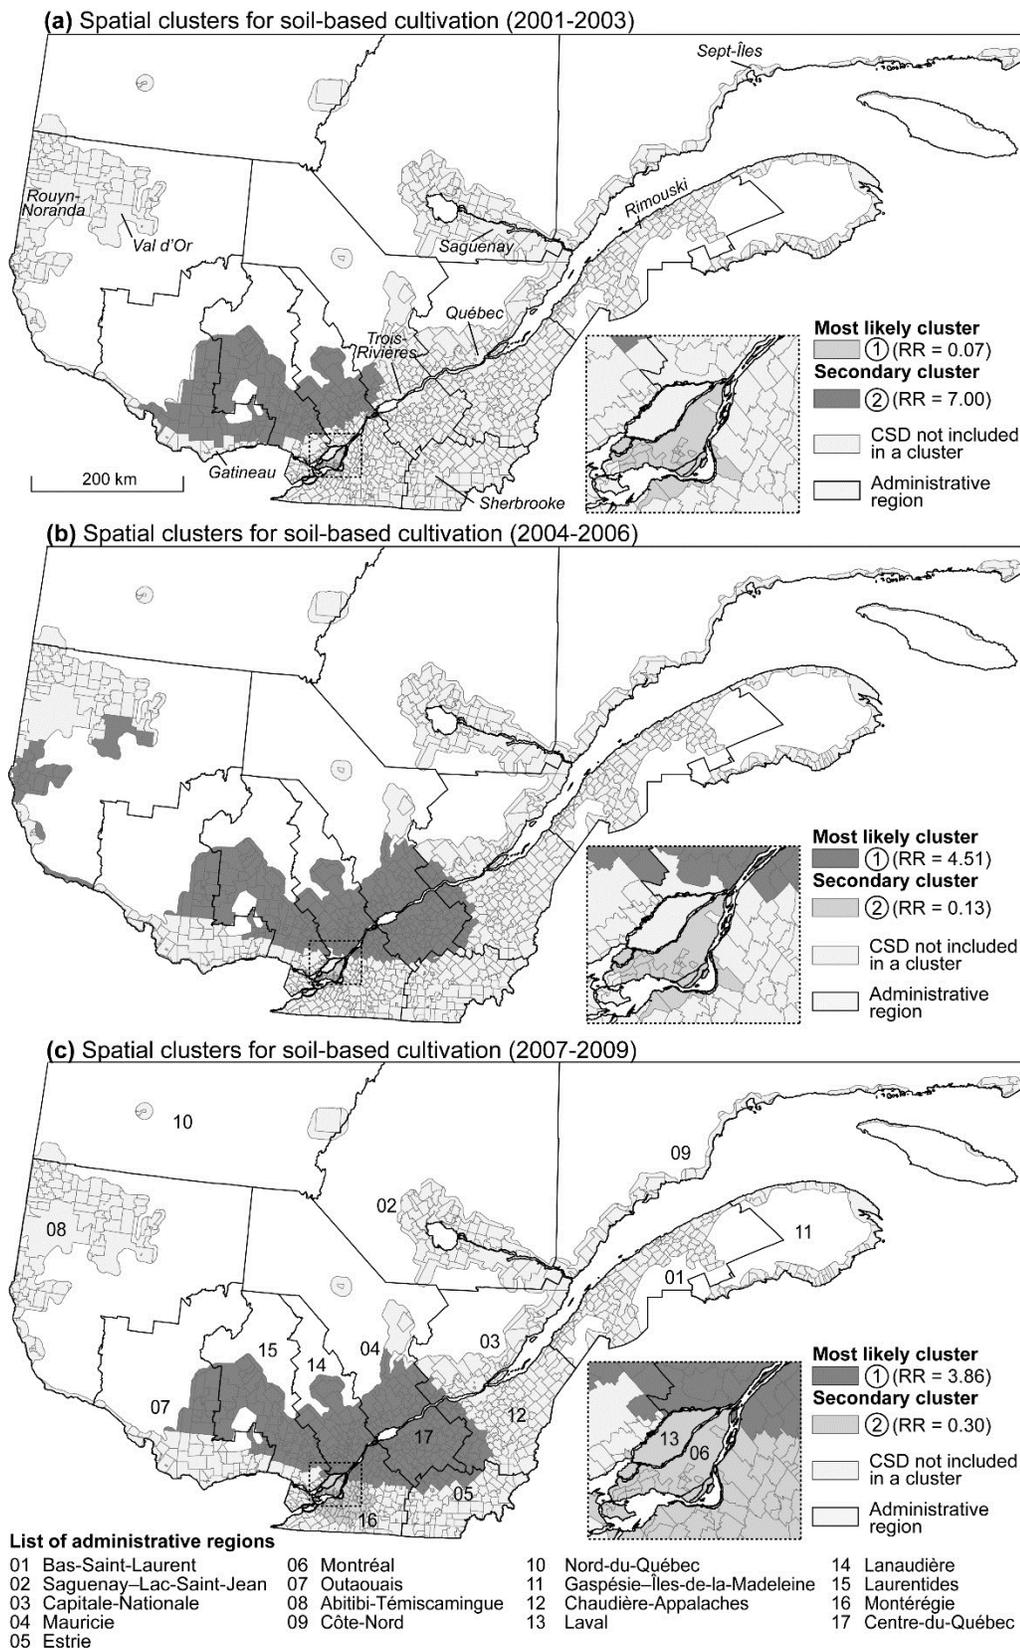 (a) Spatial clusters for soil-based cultivation (2001-2003)
Sept-Îles
Rouyn-
Noranda
Val d'Or
Rimouski
Saguenay
Québec
Trois-
Rivières
Gatineau
Sherbrooke
200 km
Most likely cluster
1 (RR = 0.07)
Secondary cluster
2 (RR = 7.00)
CSD not included
in a cluster
Administrative
region
(b) Spatial clusters for soil-based cultivation (2004-2006)
Most likely cluster
1 (RR = 4.51)
Secondary cluster
2 (RR = 0.13)
CSD not included
in a cluster
Administrative
region
(c) Spatial clusters for soil-based cultivation (2007-2009)
10
09
02
08
11
01
03
15
14
04
07
12
17
05
16
13
06
Most likely cluster
1 (RR = 3.86)
Secondary cluster
2 (RR = 0.30)
CSD not included
in a cluster
Administrative
region
List of administrative regions
01 Bas-Saint-Laurent
02 Saguenay–Lac-Saint-Jean
03 Capitale-Nationale
04 Mauricie
05 Estrie
06 Montréal
07 Outaouais
08 Abitibi-Témiscamingue
09 Côte-Nord
10 Nord-du-Québec
11 Gaspésie–Îles-de-la-Madeleine
12 Chaudière-Appalaches
13 Laval
14 Lanaudière
15 Laurentides
16 Montérégie
17 Centre-du-Québec